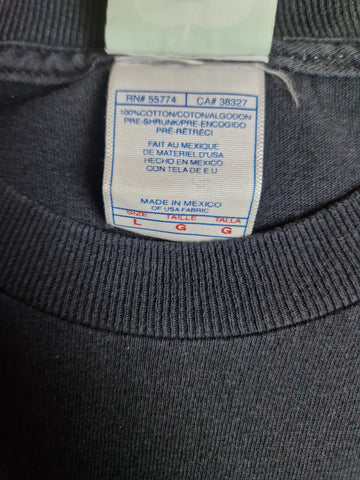 RN# 55774 CA# 38327
100%COTTON/COTON/ALGODON
PRE-SHRUNK/PRE-ENCOGIDO
PRÉ-RÉTRÉCI
FAIT AU MEXIQUE
DE MATERIEL D'USA
HECHO EN MEXICO
CON TELA DE E.U
MADE IN MEXICO
OF USA FABRIC
SIZE TAILLE TALLA
L G G